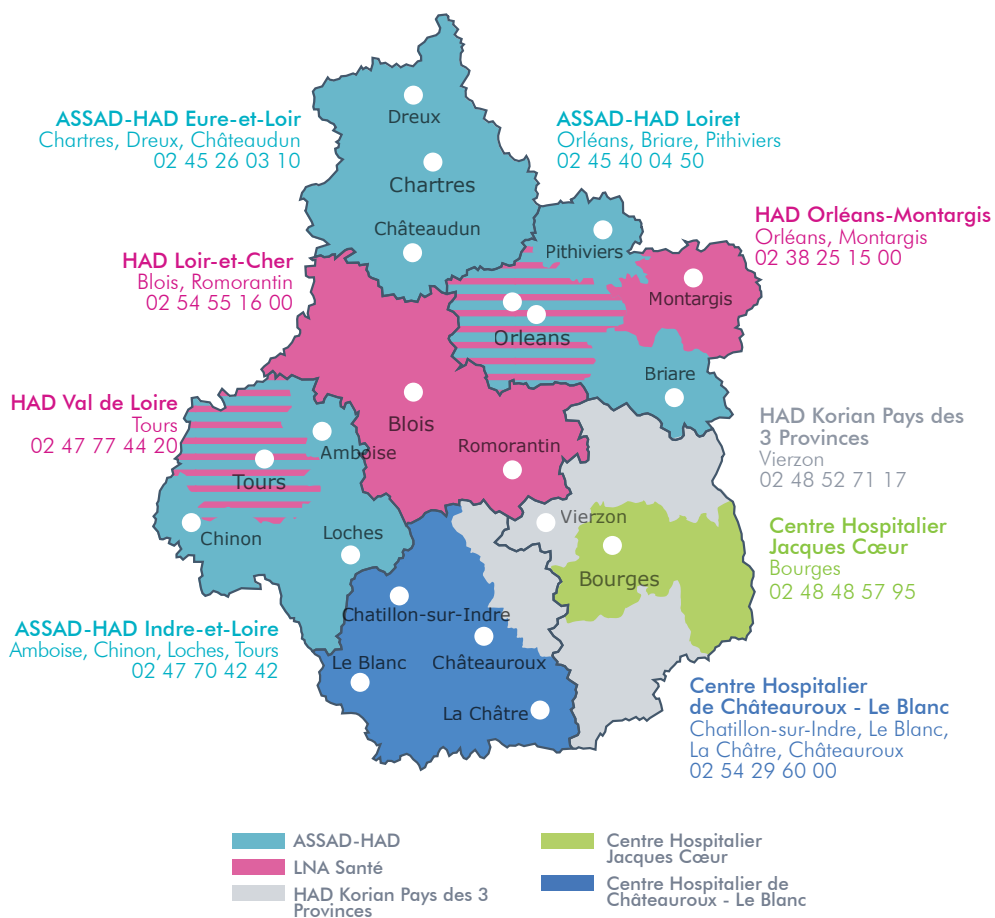 ASSAD-HAD Eure-et-Loir
Chartres, Dreux, Châteaudun
02 45 26 03 10
ASSAD-HAD Loiret
Orléans, Briare, Pithiviers
02 45 40 04 50
HAD Orléans-Montargis
Orléans, Montargis
02 38 25 15 00
HAD Loir-et-Cher
Blois, Romorantin
02 54 55 16 00
HAD Val de Loire
Tours
02 47 77 44 20
HAD Korian Pays des
3 Provinces
Vierzon
02 48 52 71 17
Centre Hospitalier
Jacques Cœur
Bourges
02 48 48 57 95
ASSAD-HAD Indre-et-Loire
Amboise, Chinon, Loches, Tours
02 47 70 42 42
Centre Hospitalier
de Châteauroux - Le Blanc
Chatillon-sur-Indre, Le Blanc,
La Châtre, Châteauroux
02 54 29 60 00
Dreux
Chartres
Châteaudun
Pithiviers
Montargis
Orleans
Briare
Blois
Romorantin
Amboise
Tours
Chinon
Loches
Vierzon
Bourges
Chatillon-sur-Indre
Le Blanc
Châteauroux
La Châtre
ASSAD-HAD
LNA Santé
HAD Korian Pays des 3
Provinces
Centre Hospitalier
Jacques Cœur
Centre Hospitalier de
Châteauroux - Le Blanc